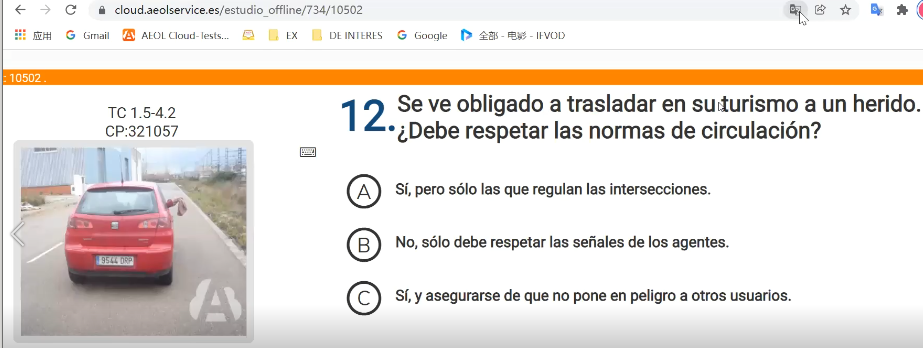 cloud.aeolservice.es/estudio_offline/734/10502
应用 Gmail AEOL Cloud-Tests... EX DE INTERES Google 全部 - 电影 - IFVOD
: 10502 .
TC 1.5-4.2
CP:321057
12. Se ve obligado a trasladar en su turismo a un herido.
¿Debe respetar las normas de circulación?
A Sí, pero sólo las que regulan las intersecciones.
B No, sólo debe respetar las señales de los agentes.
C Sí, y asegurarse de que no pone en peligro a otros usuarios.
9544 DRP